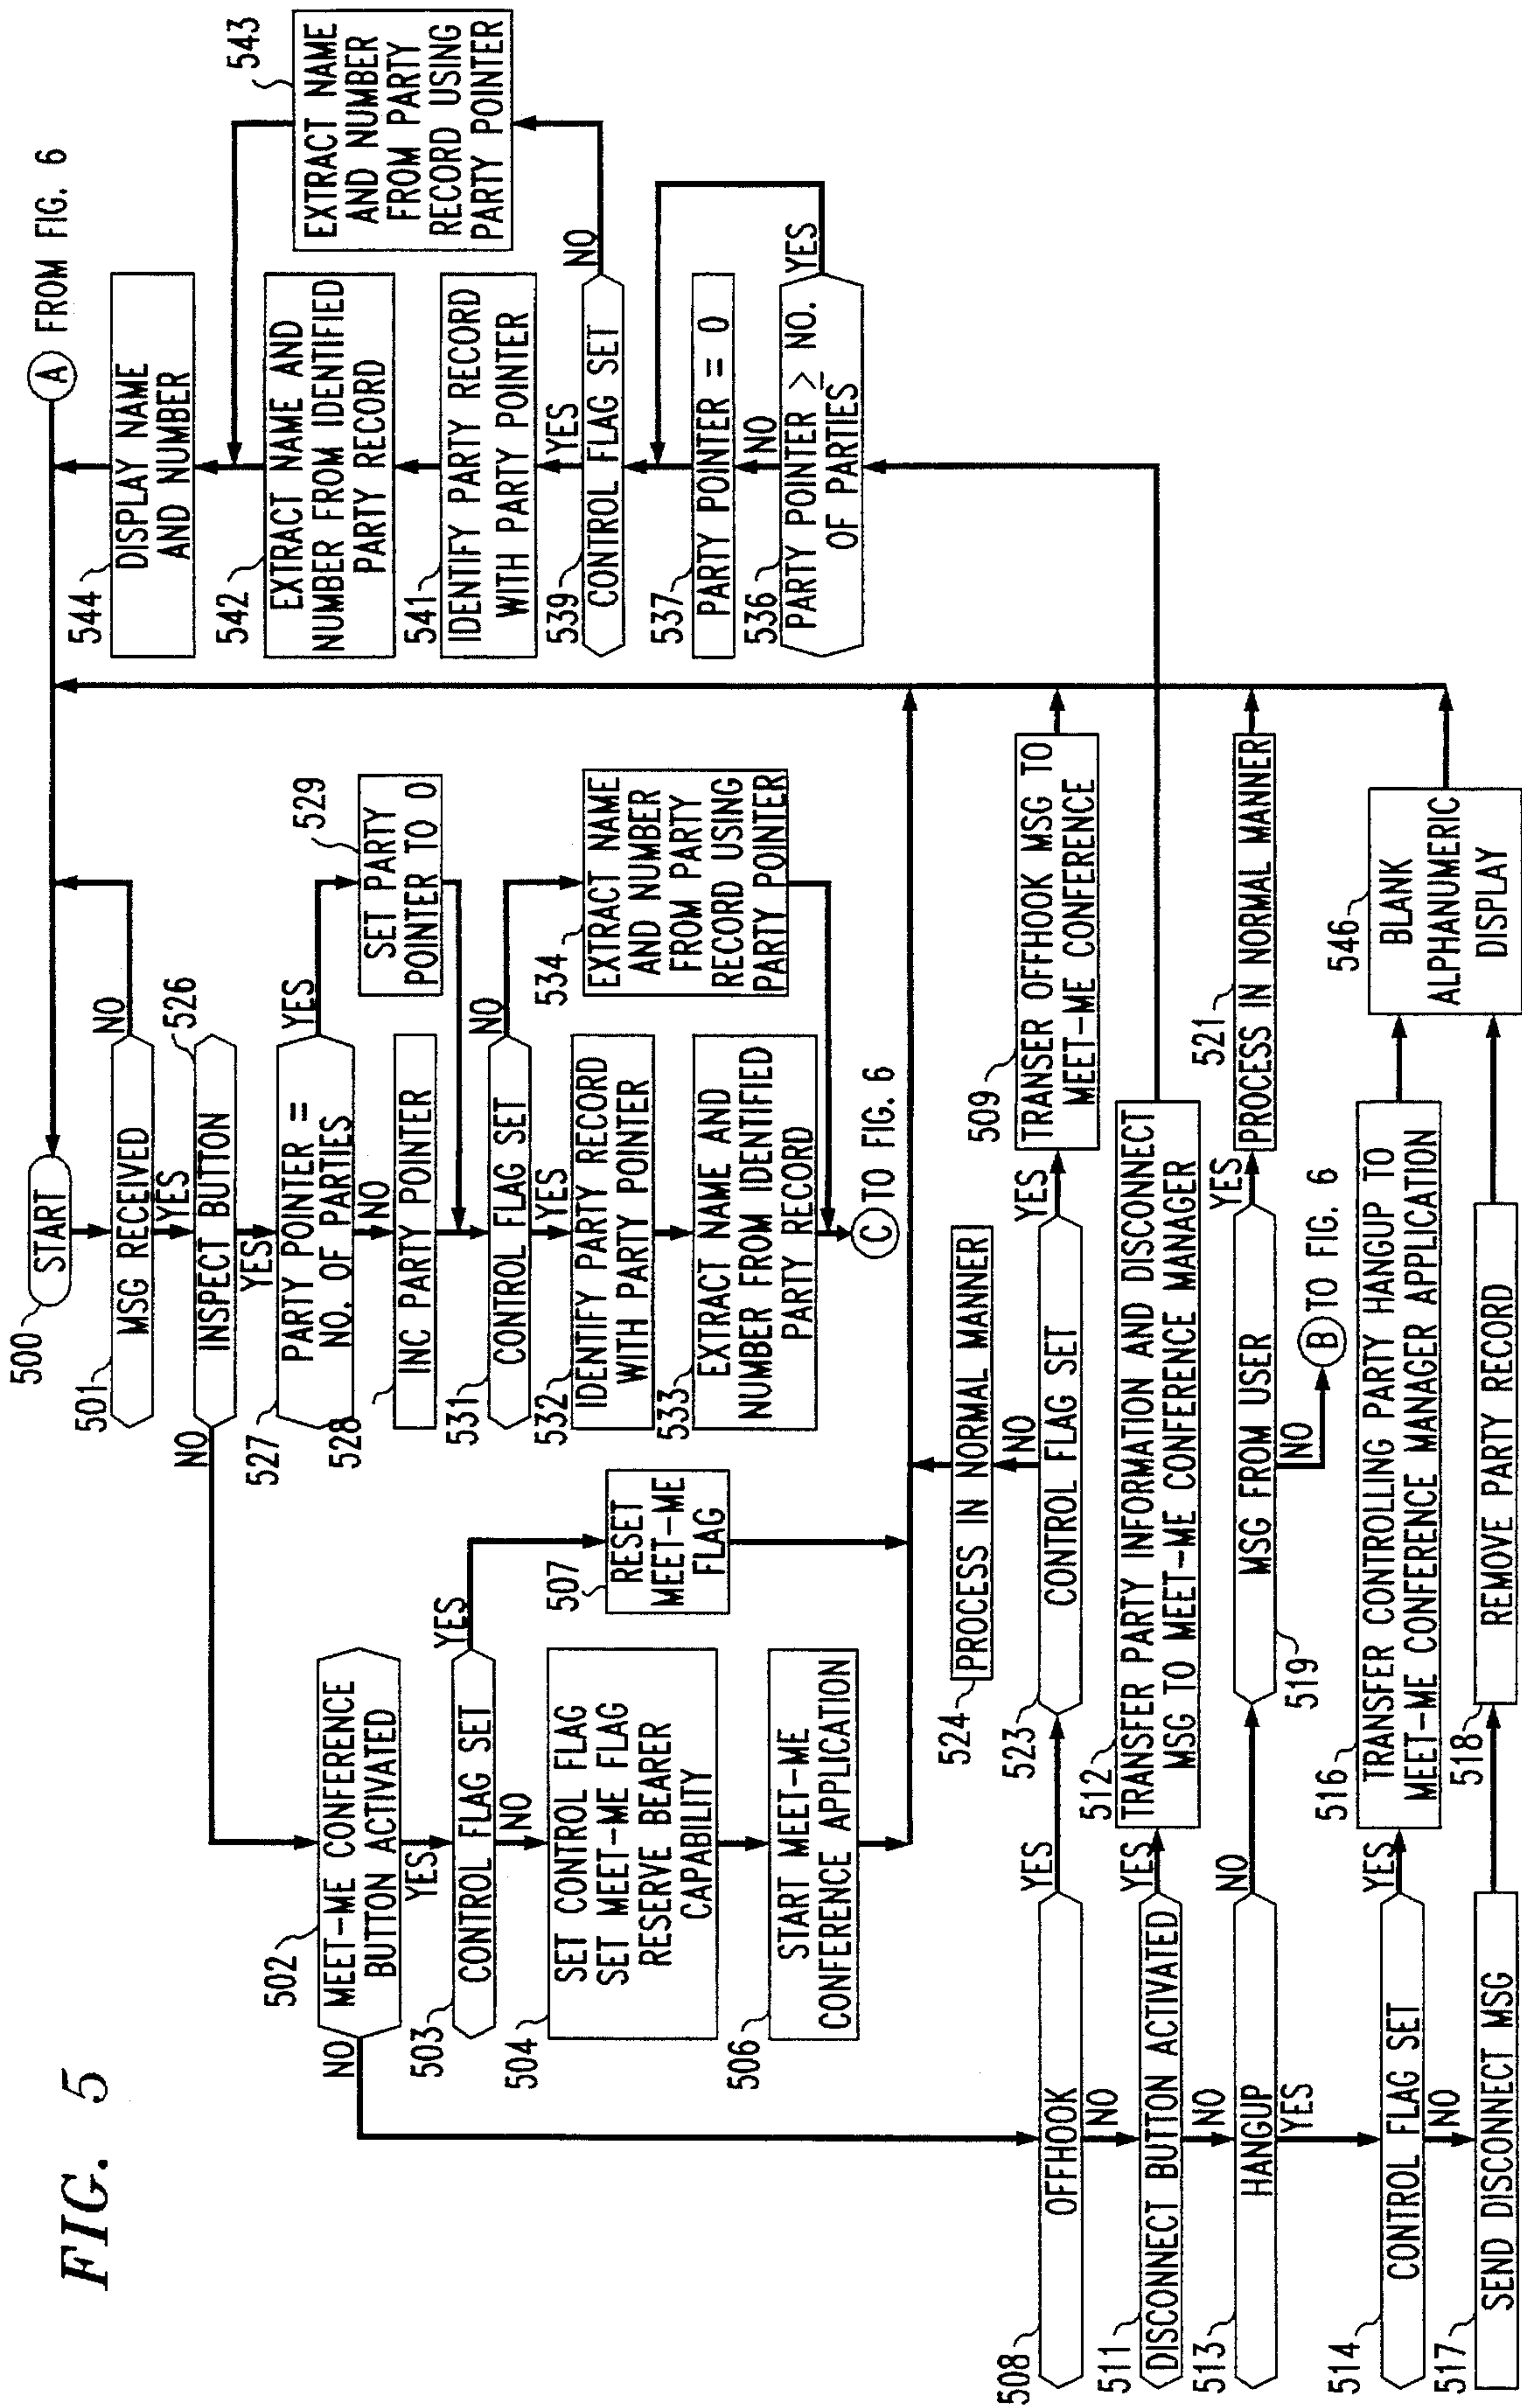 FIG. 5
500
START
501
MSG RECEIVED
NO
YES
526
INSPECT BUTTON
NO
YES
527
PARTY POINTER =
NO. OF PARTIES
YES
NO
529
SET PARTY
POINTER TO 0
528
INC PARTY POINTER
531
CONTROL FLAG SET
NO
YES
532
IDENTIFY PARTY RECORD
WITH PARTY POINTER
533
EXTRACT NAME AND
NUMBER FROM IDENTIFIED
PARTY RECORD
534
EXTRACT NAME
AND NUMBER
FROM PARTY
RECORD USING
PARTY POINTER
C TO FIG. 6
502
MEET-ME CONFERENCE
BUTTON ACTIVATED
NO
YES
503
CONTROL FLAG SET
YES
NO
504
SET CONTROL FLAG
SET MEET-ME FLAG
RESERVE BEARER
CAPABILITY
506
START MEET-ME
CONFERENCE APPLICATION
507
RESET
MEET-ME
FLAG
508
OFFHOOK
YES
NO
523
CONTROL FLAG SET
NO
YES
524
PROCESS IN NORMAL MANNER
509
TRANSER OFFHOOK MSG TO
MEET-ME CONFERENCE
511
DISCONNECT BUTTON ACTIVATED
YES
NO
512
TRANSFER PARTY INFORMATION AND DISCONNECT
MSG TO MEET-ME CONFERENCE MANAGER
513
HANGUP
NO
YES
519
MSG FROM USER
YES
NO
B TO FIG. 6
521
PROCESS IN NORMAL MANNER
514
CONTROL FLAG SET
YES
NO
516
TRANSFER CONTROLLING PARTY HANGUP TO
MEET-ME CONFERENCE MANAGER APPLICATION
517
SEND DISCONNECT MSG
518
REMOVE PARTY RECORD
546
BLANK
ALPHANUMERIC
DISPLAY
A FROM FIG. 6
544
DISPLAY NAME
AND NUMBER
542
EXTRACT NAME AND
NUMBER FROM IDENTIFIED
PARTY RECORD
543
EXTRACT NAME
AND NUMBER
FROM PARTY
RECORD USING
PARTY POINTER
541
IDENTIFY PARTY RECORD
WITH PARTY POINTER
YES
539
CONTROL FLAG SET
NO
537
PARTY POINTER = 0
NO
536
PARTY POINTER ≥ NO.
OF PARTIES
YES